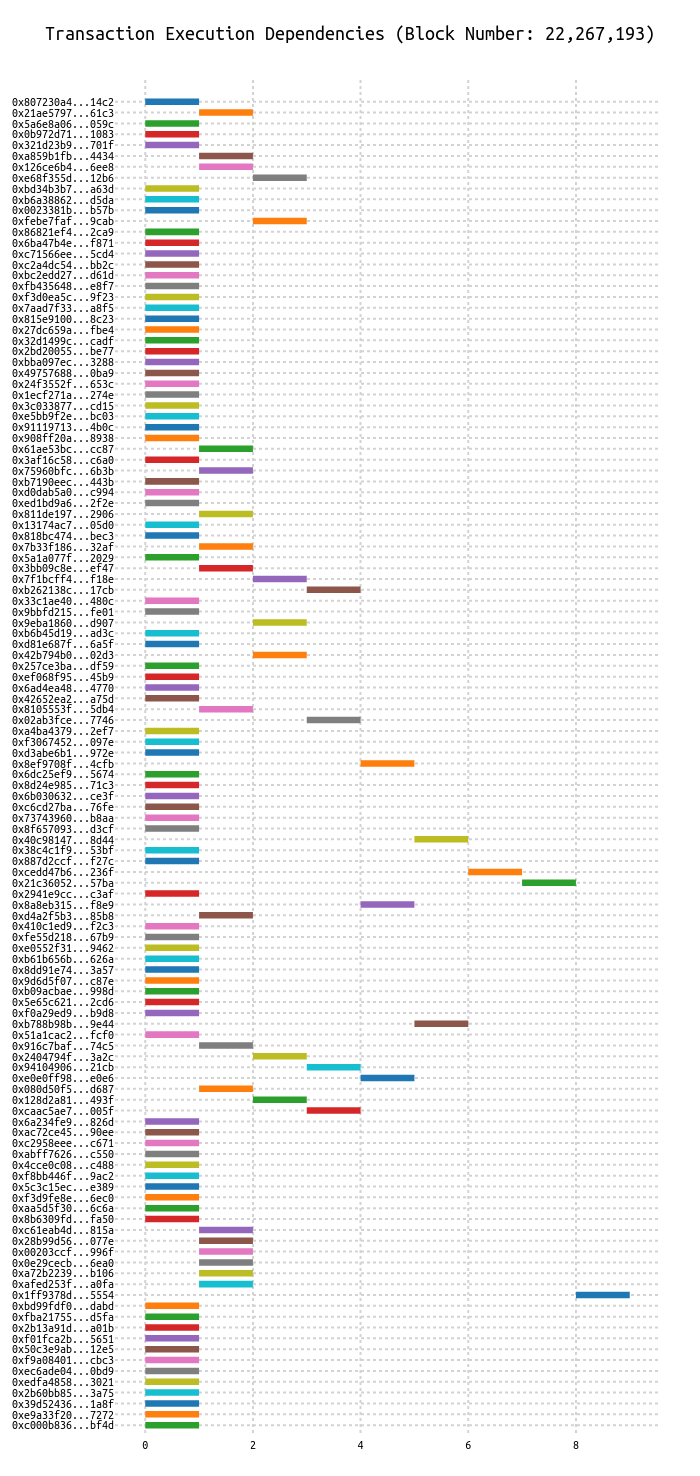 Transaction Execution Dependencies (Block Number: 22,267,193)
0x807230a4...14c2
0x21ae5797...61c3
0x5a6e8a06...059c
0x0b972d71...1083
0x321d23b9...701f
0xa859b1fb...4434
0x126ce6b4...6ee8
0xe68f355d...12b6
0xbd34b3b7...a63d
0xb6a38862...d5da
0x0023381b...b57b
0xfebe7faf...9cab
0x86821ef4...2ca9
0x6ba47b4e...f871
0xc71566ee...5cd4
0xc2a4dc54...bb2c
0xbc2edd27...d61d
0xfb435648...e8f7
0xf3d0ea5c...9f23
0x7aad7f33...a8f5
0x815e9100...8c23
0x27dc659a...fbe4
0x32d1499c...cadf
0x2bd20055...be77
0xbba097ec...3288
0x49757688...0ba9
0x24f3552f...653c
0x1ecf271a...274e
0x3c033877...cd15
0xe5bb9f2e...bc03
0x91119713...4b0c
0x908ff20a...8938
0x61ae53bc...cc87
0x3af16c58...c6a0
0x75960bfc...6b3b
0xb7190eec...443b
0xd0dab5a0...c994
0xed1bd9a6...2f2e
0x811de197...2906
0x13174ac7...05d0
0x818bc474...bec3
0x7b33f186...32af
0x5a1a077f...2029
0x3bb09c8e...ef47
0x7f1bcff4...f18e
0xb262138c...17cb
0x33c1ae40...480c
0x9bbfd215...fe01
0x9eba1860...d907
0xb6b45d19...ad3c
0xd81e687f...6a5f
0x42b794b0...02d3
0x257ce3ba...df59
0xef068f95...45b9
0x6ad4ea48...4770
0x42652ea2...a75d
0x8105553f...5db4
0x02ab3fce...7746
0xa4ba4379...2ef7
0xf3067452...097e
0xd3abe6b1...972e
0x8ef9708f...4cfb
0x6dc25ef9...5674
0x8d24e985...71c3
0x6b030632...ce3f
0xc6cd27ba...76fe
0x73743960...b8aa
0x8f657093...d3cf
0x40c98147...8d44
0x38c4c1f9...53bf
0x887d2ccf...f27c
0xcedd47b6...236f
0x21c36052...57ba
0x2941e9cc...c3af
0x8a8eb315...f8e9
0xd4a2f5b3...85b8
0x410c1ed9...f2c3
0xfe55d218...67b9
0xe0552f31...9462
0xb61b656b...626a
0x8dd91e74...3a57
0x9d6d5f07...c87e
0xb09acbae...998d
0x5e65c621...2cd6
0xf0a29ed9...b9d8
0xb788b98b...9e44
0x51a1cac2...fcf0
0x916c7baf...74c5
0x2404794f...3a2c
0x94104906...21cb
0xe0e0ff98...e0e6
0x080d50f5...d687
0x128d2a81...493f
0xcaac5ae7...005f
0x6a234fe9...826d
0xac72ce45...90ee
0xc2958eee...c671
0xabff7626...c550
0x4cce0c08...c488
0xf8bb446f...9ac2
0x5c3c15ec...e389
0xf3d9fe8e...6ec0
0xaa5d5f30...6c6a
0x8b6309fd...fa50
0xc61eab4d...815a
0x28b99d56...077e
0x00203ccf...996f
0x0e29cecb...6ea0
0xa72b2239...b106
0xafed253f...a0fa
0x1ff9378d...5554
0xbd99fdf0...dabd
0xfba21755...d5fa
0x2b13a91d...a01b
0xf01fca2b...5651
0x50c3e9ab...12e5
0xf9a08401...cbc3
0xec6ade04...0bd9
0xedfa4858...3021
0x2b60bb85...3a75
0x39d52436...1a8f
0xe9a33f20...7272
0xc000b836...bf4d
0 2 4 6 8